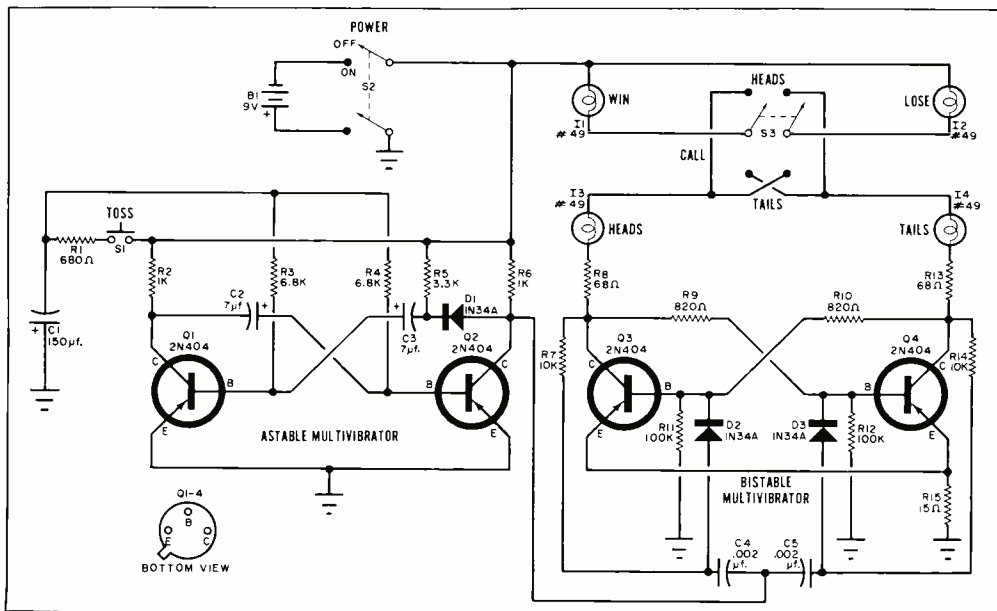 POWER
OFF
ON
S2
B1
9V
+
WIN
I1
#49
HEADS
S3
LOSE
I2
#49
CALL
I3
#49
TAILS
I4
#49
HEADS
TAILS
TOSS
S1
R1
680Ω
R2
1K
R3
6.8K
R4
6.8K
R5
3.3K
R6
1K
D1
IN34A
C2
7µf
+
+
C3
7µf.
+
C1
150µf.
Q1
2N404
C
B
E
Q2
2N404
C
B
E
ASTABLE MULTIVIBRATOR
R8
68Ω
R13
68Ω
R9
820Ω
R10
820Ω
R7
10K
R14
10K
Q3
2N404
C
B
E
Q4
2N404
C
B
E
R11
100K
D2
IN34A
D3
IN34A
R12
100K
BISTABLE
MULTIVIBRATOR
R15
15Ω
C4
.002
µf.
C5
.002
µf.
Q1-4
B
E
C
BOTTOM VIEW